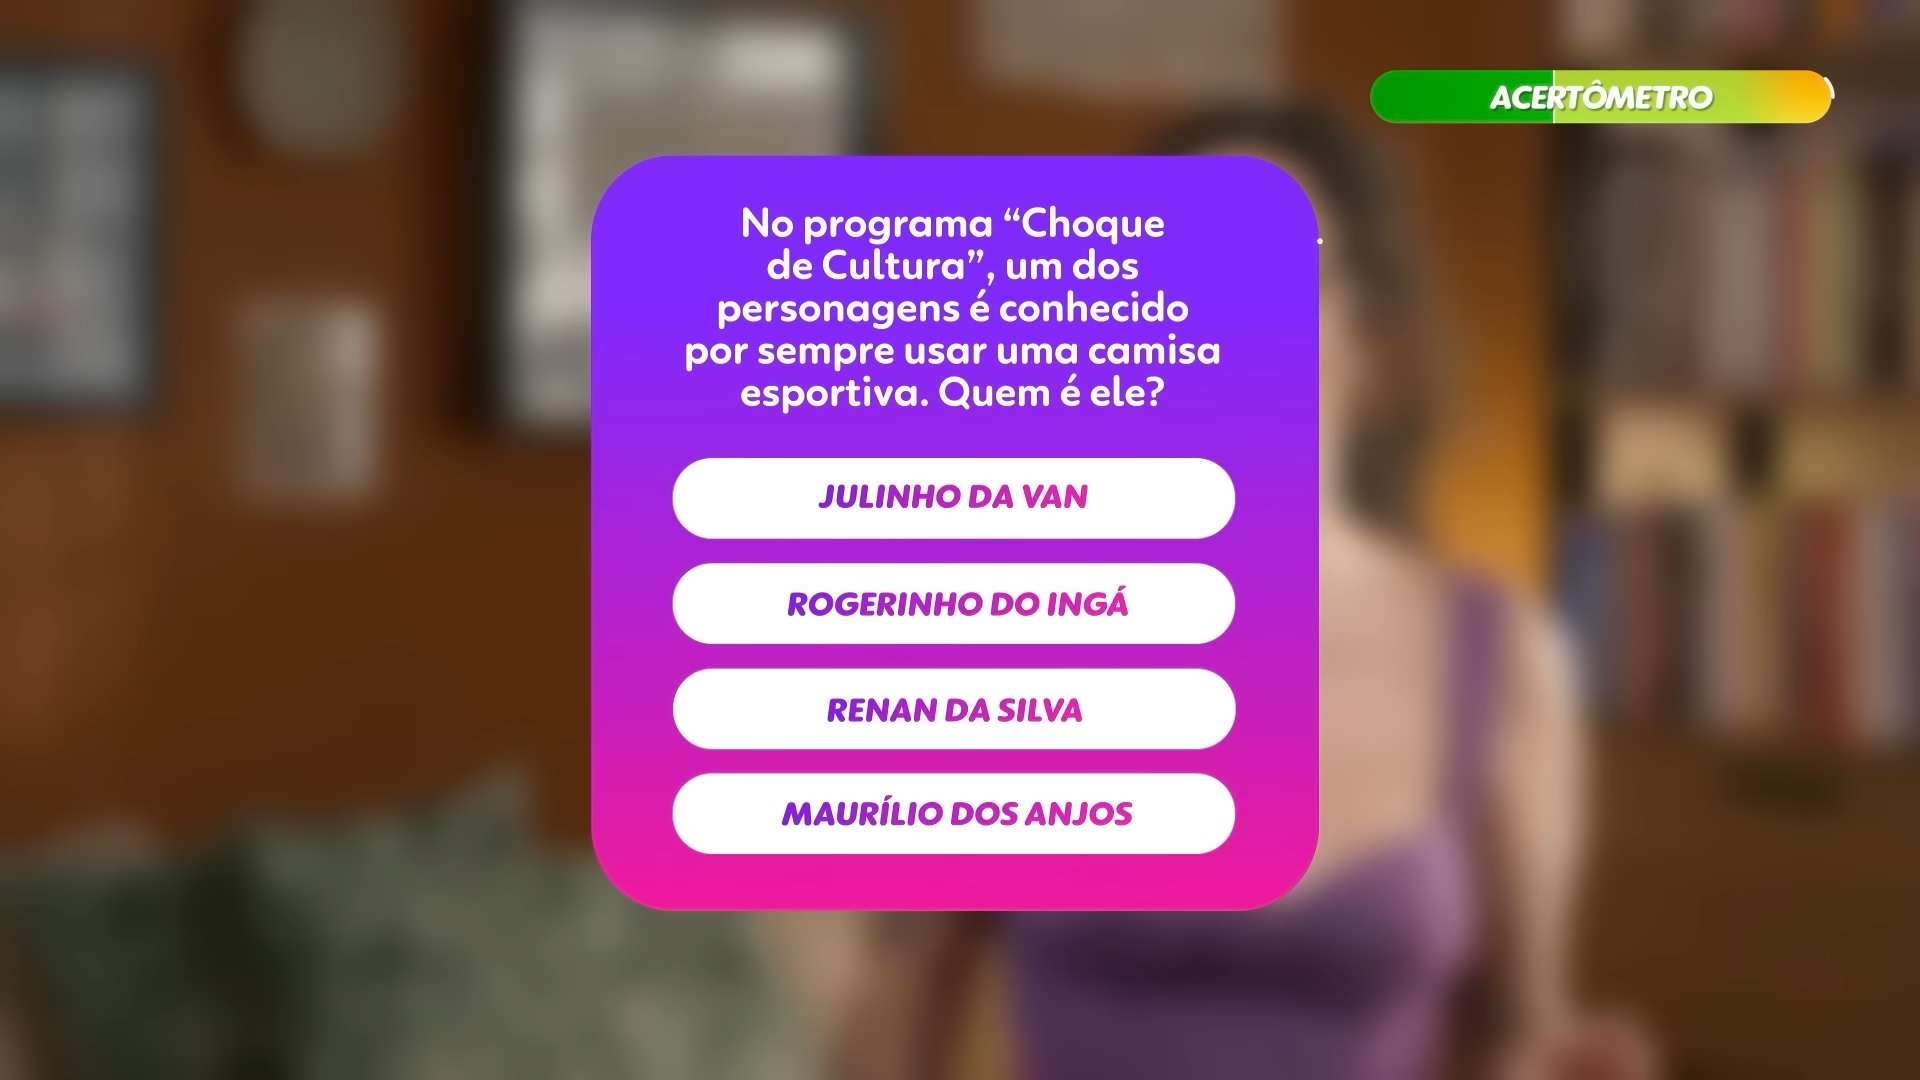 ACERTÔMETRO
No programa “Choque
de Cultura”, um dos
personagens é conhecido
por sempre usar uma camisa
esportiva. Quem é ele?
JULINHO DA VAN
ROGERINHO DO INGÁ
RENAN DA SILVA
MAURÍLIO DOS ANJOS